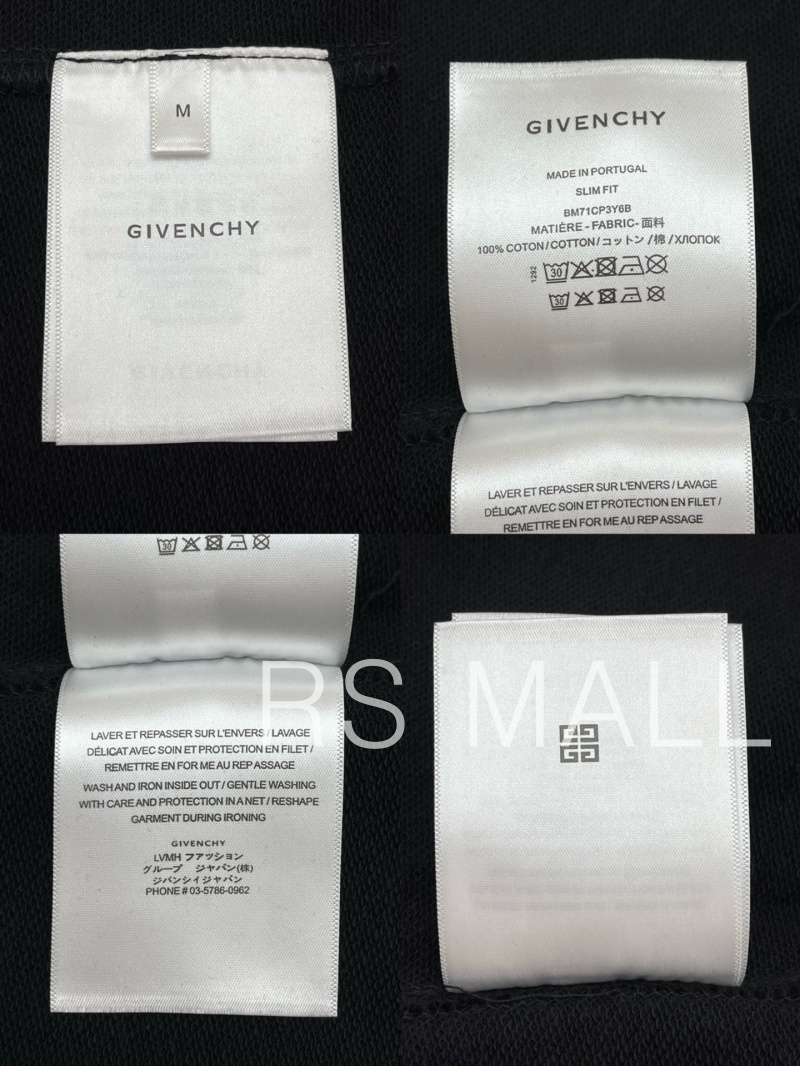 M
GIVENCHY
GIVENCHY
MADE IN PORTUGAL
SLIM FIT
BM71CP3Y6B
MATIÈRE - FABRIC- 面料
100% COTON/COTTON/コットン/棉/ХЛОПОК
1292
30
30
LAVER ET REPASSER SUR L'ENVERS / LAVAGE
DÉLICAT AVEC SOIN ET PROTECTION EN FILET /
REMETTRE EN FOR ME AU REP ASSAGE
30
LAVER ET REPASSER SUR L'ENVERS / LAVAGE
DÉLICAT AVEC SOIN ET PROTECTION EN FILET /
REMETTRE EN FOR ME AU REP ASSAGE
WASH AND IRON INSIDE OUT / GENTLE WASHING
WITH CARE AND PROTECTION IN A NET / RESHAPE
GARMENT DURING IRONING
GIVENCHY
LVMH ファッション
グループ ジャパン(株)
ジバンシイジャパン
PHONE # 03-5786-0962
RS MALL